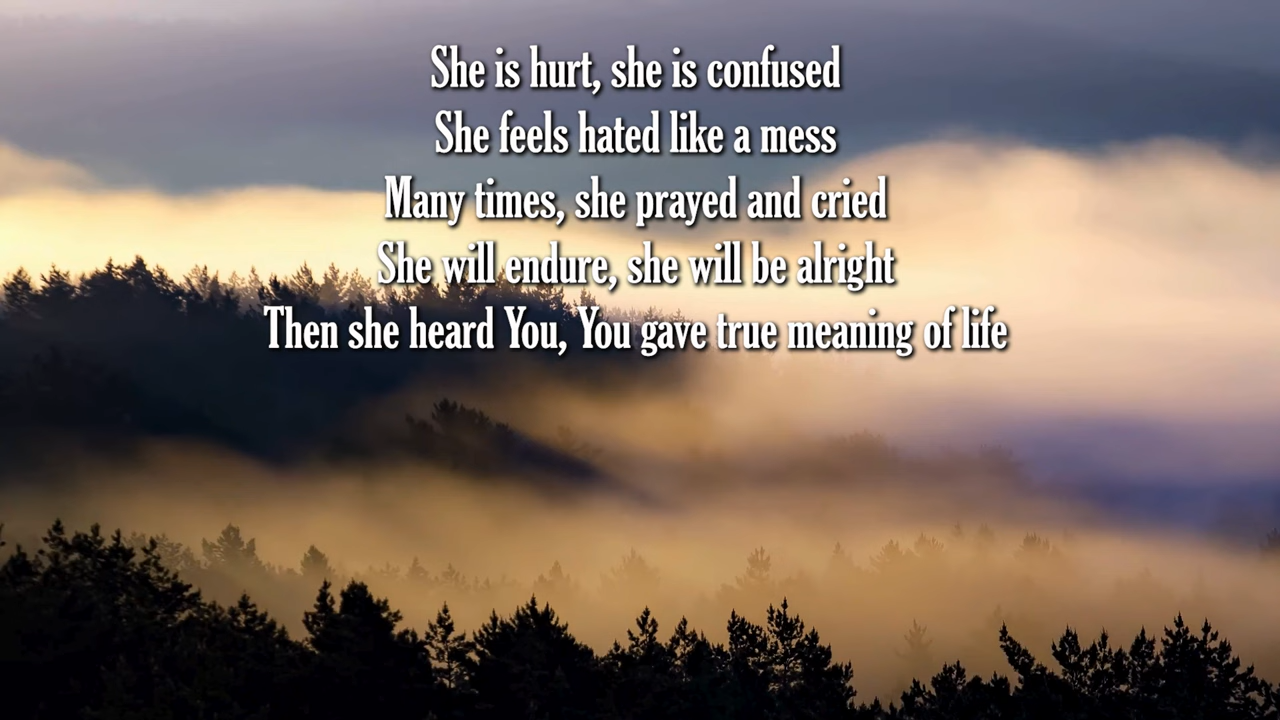 She is hurt, she is confused
She feels hated like a mess
Many times, she prayed and cried
She will endure, she will be alright
Then she heard You, You gave true meaning of life